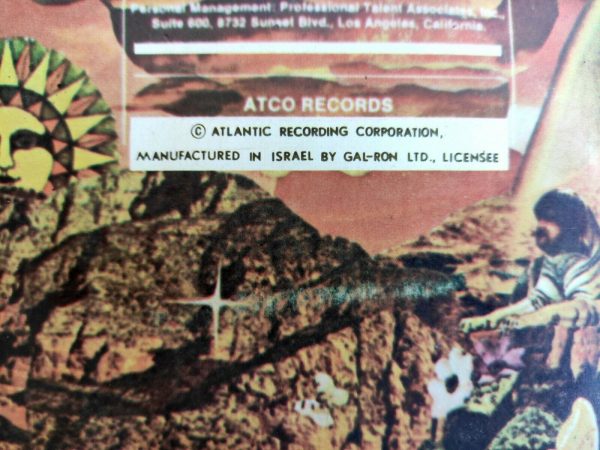 Personal Management: Professional Talent Associates, Inc.,
Suite 600, 8732 Sunset Blvd., Los Angeles, California.
ATCO RECORDS
© ATLANTIC RECORDING CORPORATION,
MANUFACTURED IN ISRAEL BY GAL-RON LTD., LICENSEE